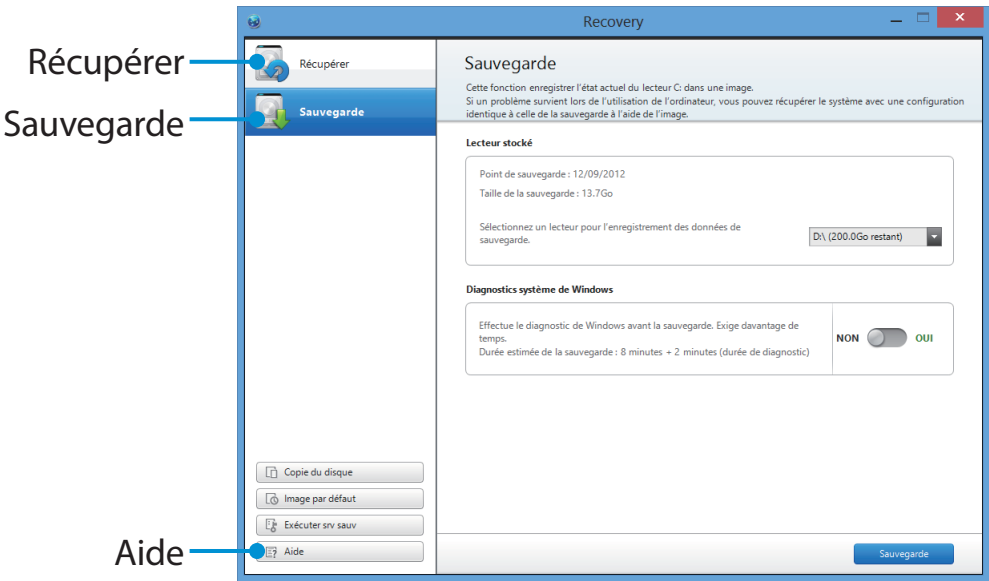 Recovery
Récupérer
Sauvegarde
Aide
Récupérer
Sauvegarde
Copie du disque
Image par défaut
Exécuter srv sauv
Aide
Sauvegarde
Cette fonction enregistrer l'état actuel du lecteur C: dans une image.
Si un problème survient lors de l'utilisation de l'ordinateur, vous pouvez récupérer le système avec une configuration
identique à celle de la sauvegarde à l'aide de l'image.
Lecteur stocké
Point de sauvegarde : 12/09/2012
Taille de la sauvegarde : 13.7Go
Sélectionnez un lecteur pour l'enregistrement des données de
sauvegarde.
D:\ (200.0Go restant)
Diagnostics système de Windows
Effectue le diagnostic de Windows avant la sauvegarde. Exige davantage de
temps.
Durée estimée de la sauvegarde : 8 minutes + 2 minutes (durée de diagnostic)
NON OUI
Sauvegarde